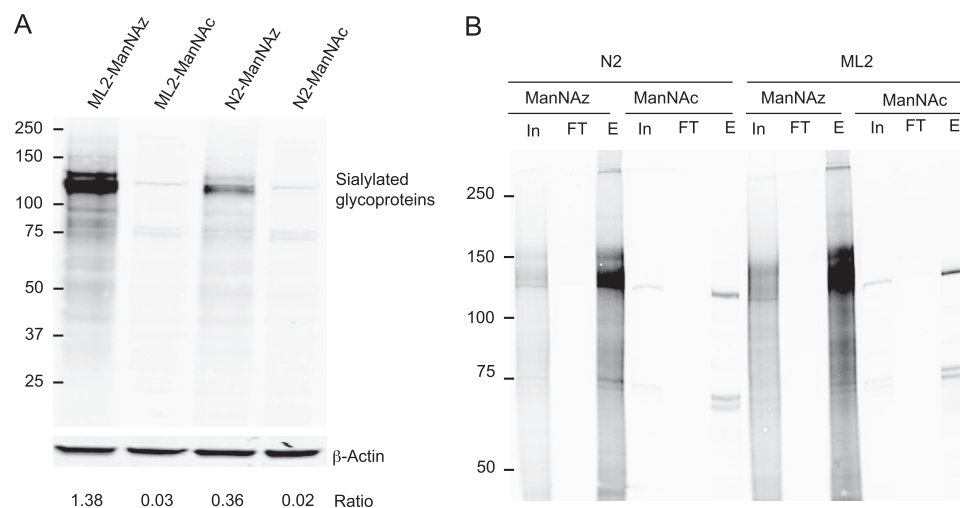 A
ML2-ManNAz
ML2-ManNAc
N2-ManNAz
N2-ManNAc
250
150
100
75
50
37
25
Sialylated
glycoproteins
β-Actin
1.38 0.03 0.36 0.02 Ratio
B
N2 ML2
ManNAz ManNAc ManNAz ManNAc
In FT E In FT E In FT E In FT E
250
150
100
75
50